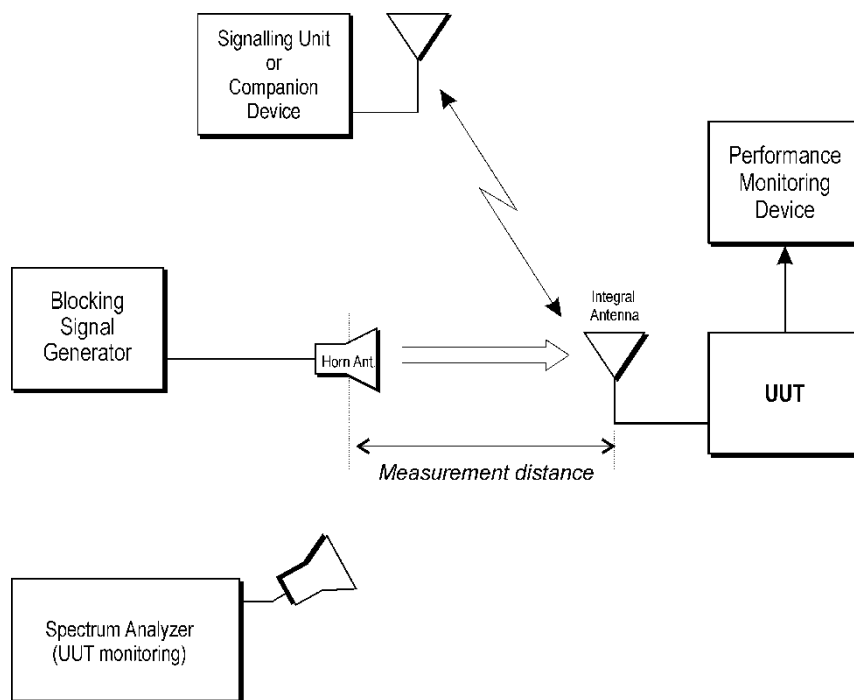 Signalling Unit
or
Companion
Device
Performance
Monitoring
Device
Blocking
Signal
Generator
Horn Ant.
Integral
Antenna
UUT
Measurement distance
Spectrum Analyzer
(UUT monitoring)